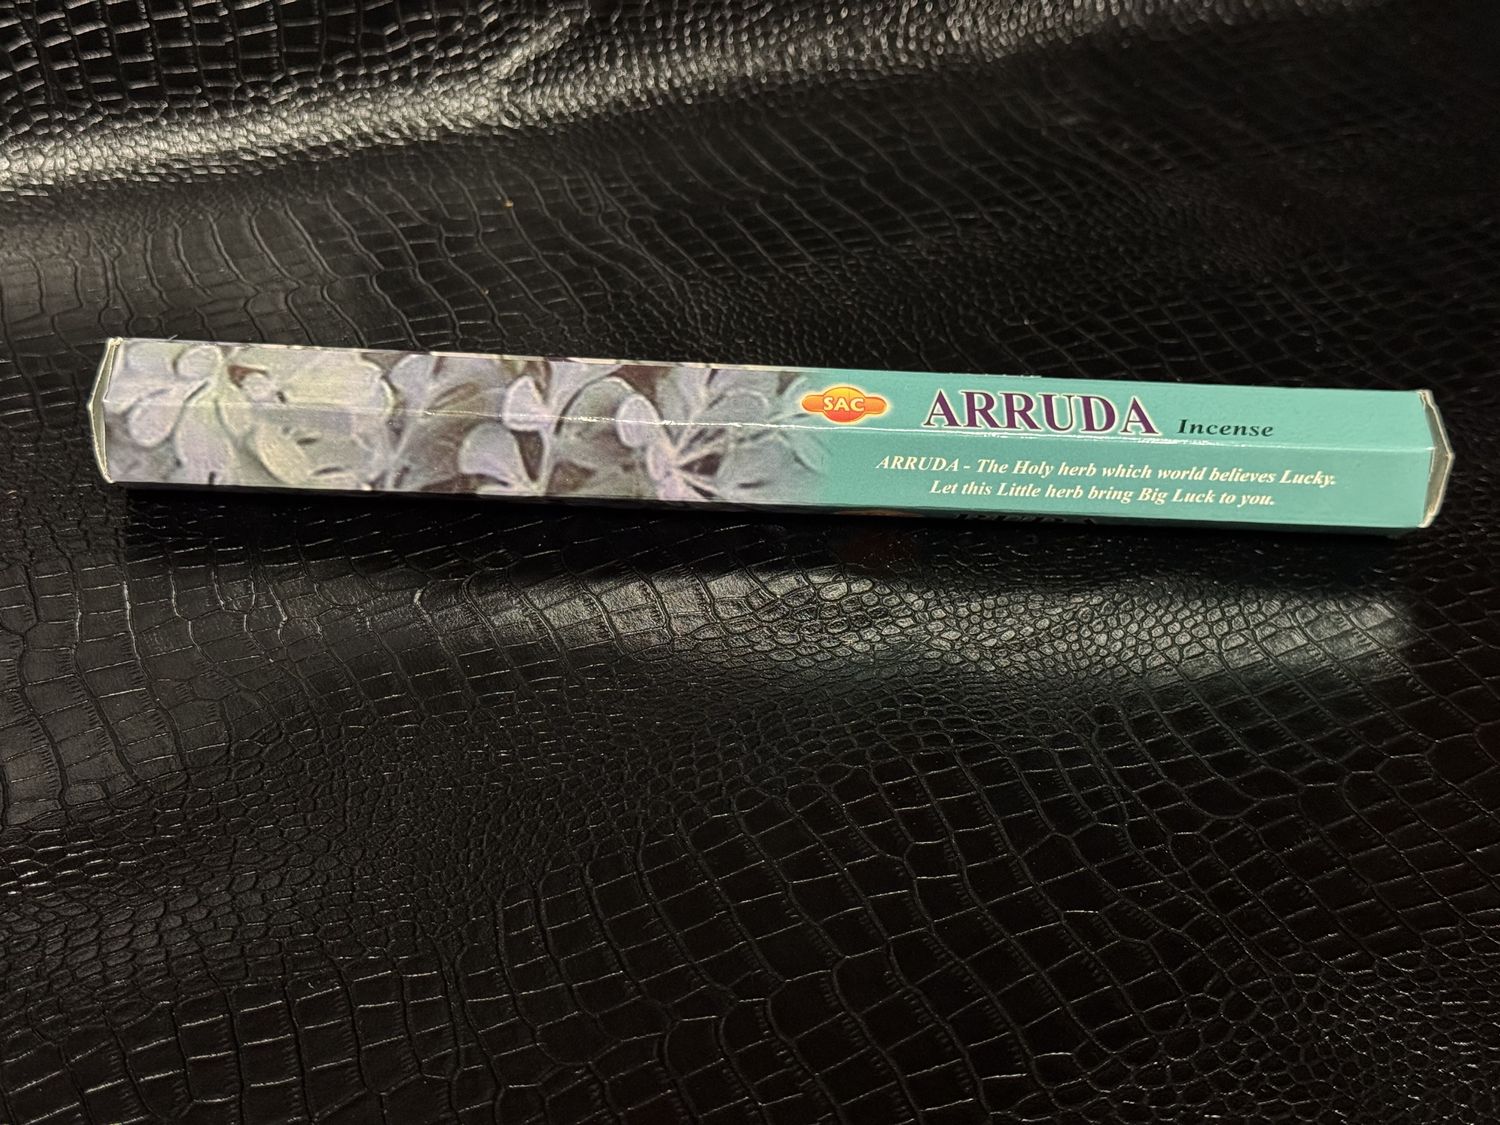 SAC
ARRUDA Incense
ARRUDA - The Holy herb which world believes Lucky.
Let this Little herb bring Big Luck to you.